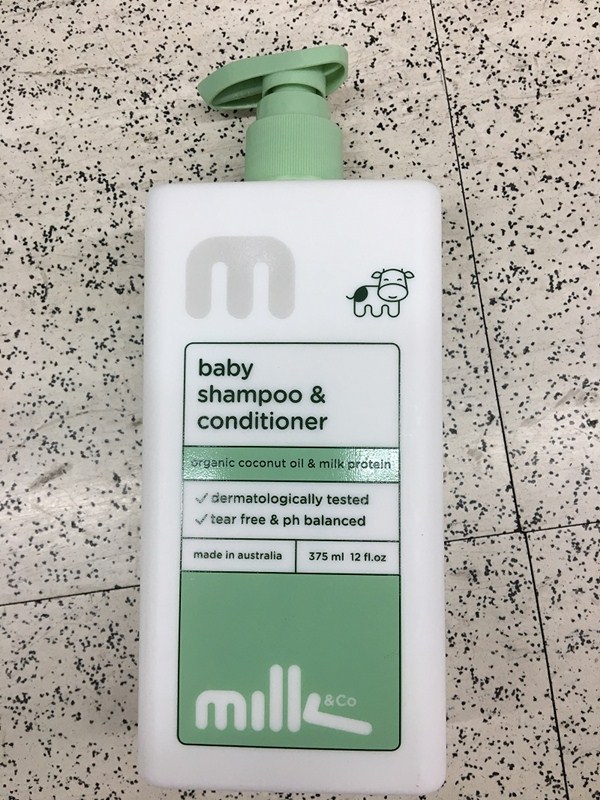 m
baby
shampoo &
conditioner
organic coconut oil & milk protein
✓ dermatologically tested
✓ tear free & ph balanced
made in australia
375 ml 12 fl.oz
milk &Co